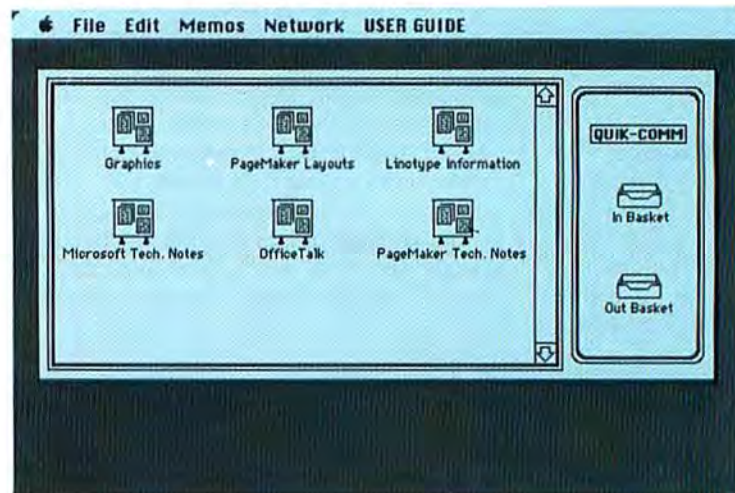 File Edit Memos Network USER GUIDE
Graphics PageMaker Layouts Linotype Information
Microsoft Tech. Notes OfficeTalk PageMaker Tech. Notes
QUIK-COMM
In Basket
Out Basket